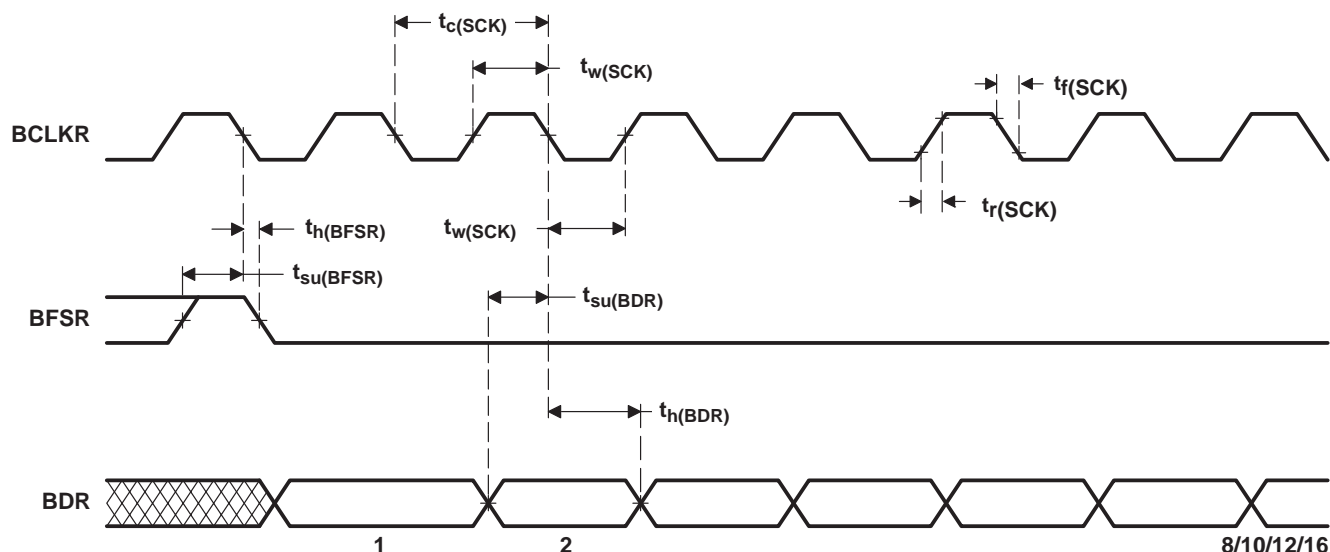 tc(SCK)
tw(SCK)
tf(SCK)
BCLKR
tr(SCK)
th(BFSR)
tw(SCK)
tsu(BFSR)
tsu(BDR)
BFSR
th(BDR)
BDR
1 2 8/10/12/16